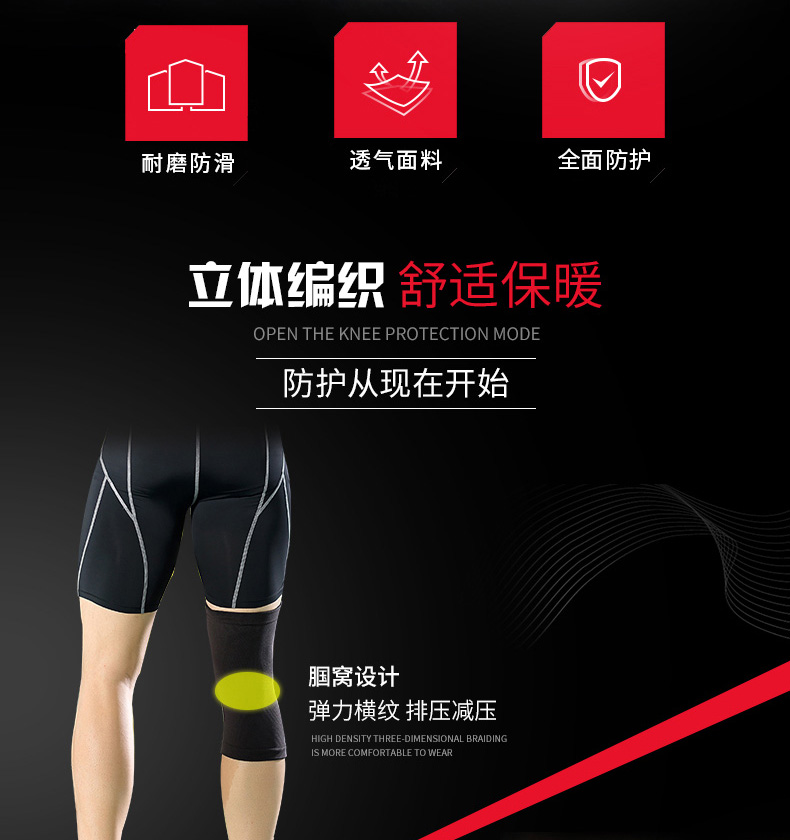 耐磨防滑
透气面料
全面防护
立体编织 舒适保暖
OPEN THE KNEE PROTECTION MODE
防护从现在开始
腘窝设计
弹力横纹 排压减压
HIGH DENSITY THREE-DIMENSIONAL BRAIDING
IS MORE COMFORTABLE TO WEAR